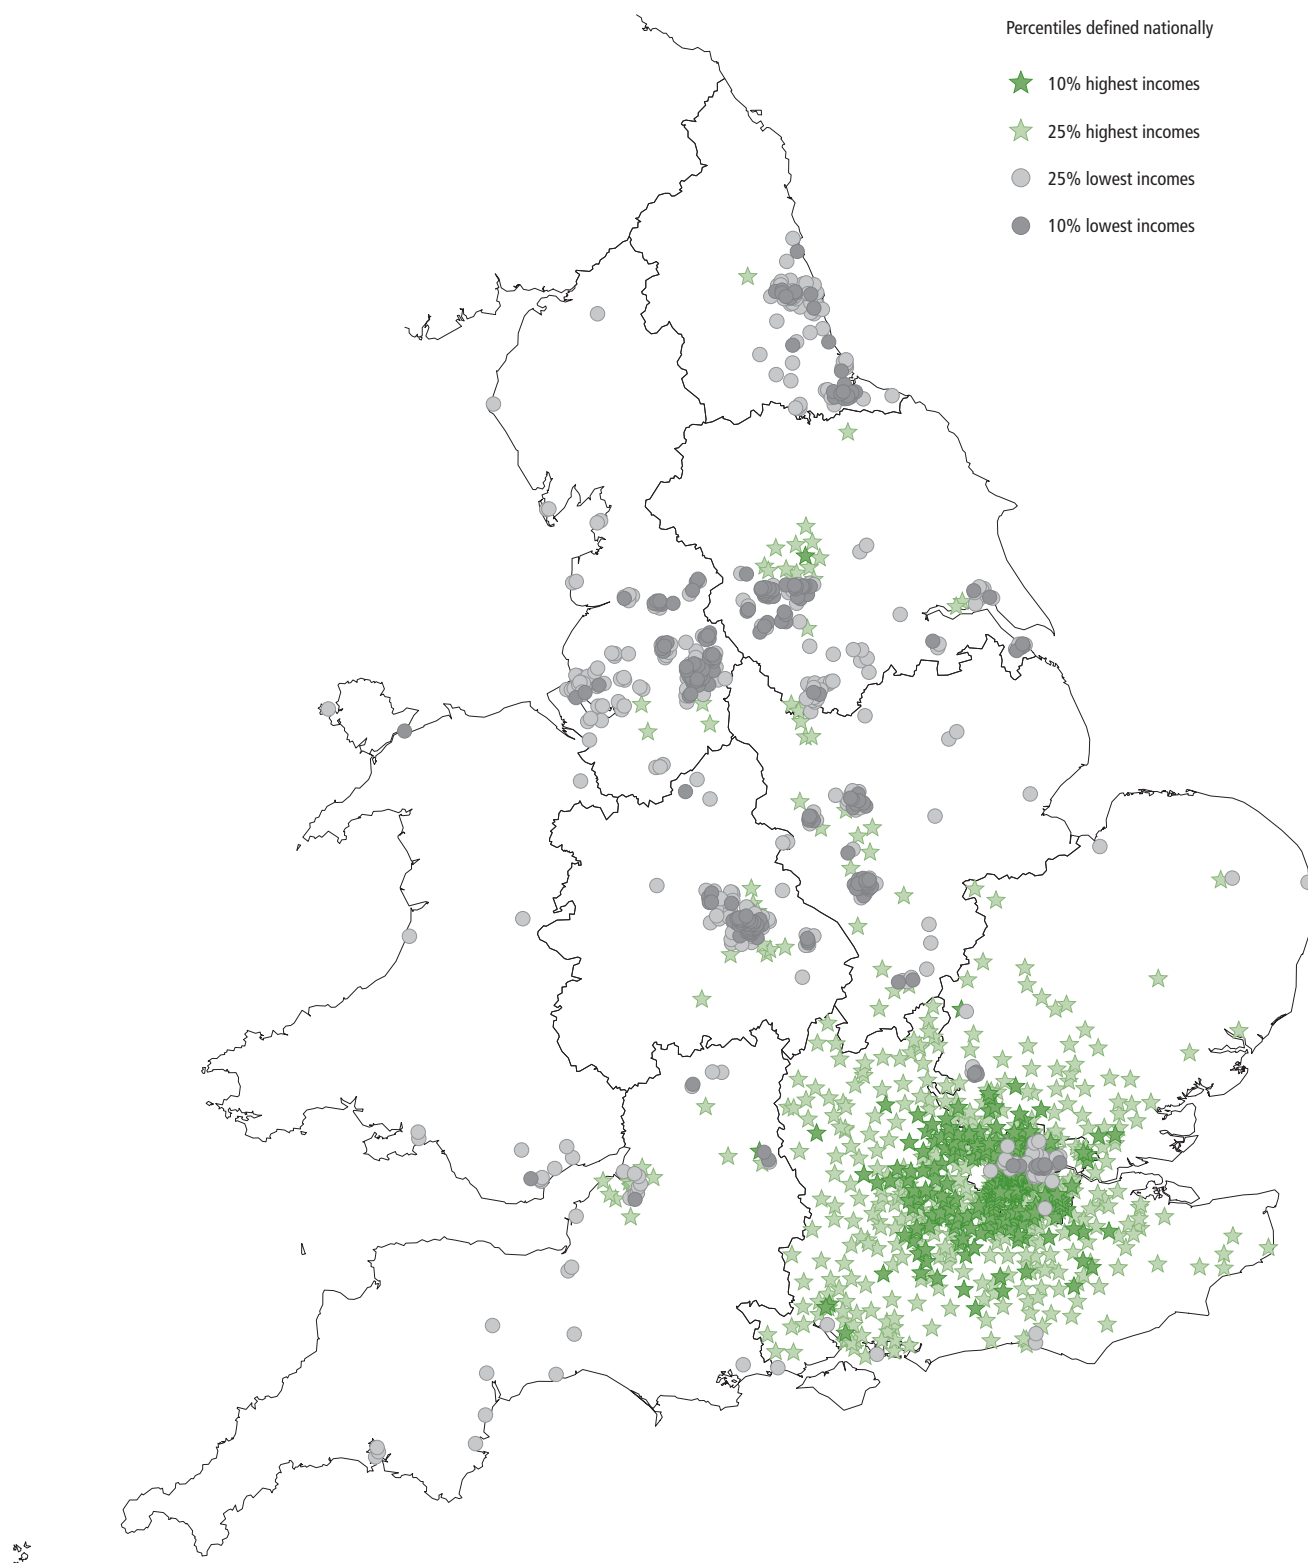 Percentiles defined nationally
10% highest incomes
25% highest incomes
25% lowest incomes
10% lowest incomes